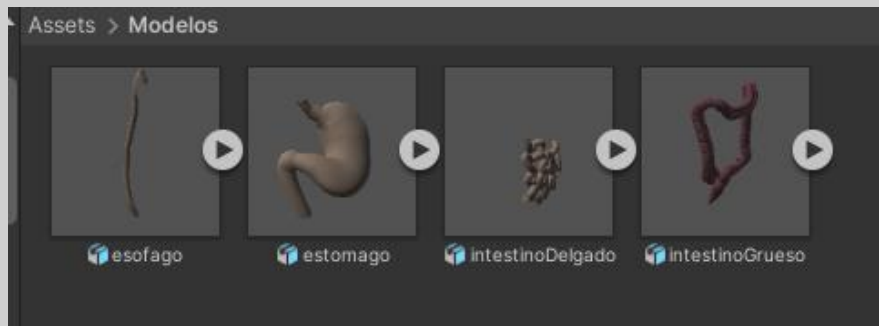 Assets > Modelos
esofago
estomago
intestinoDelgado
intestinoGrueso